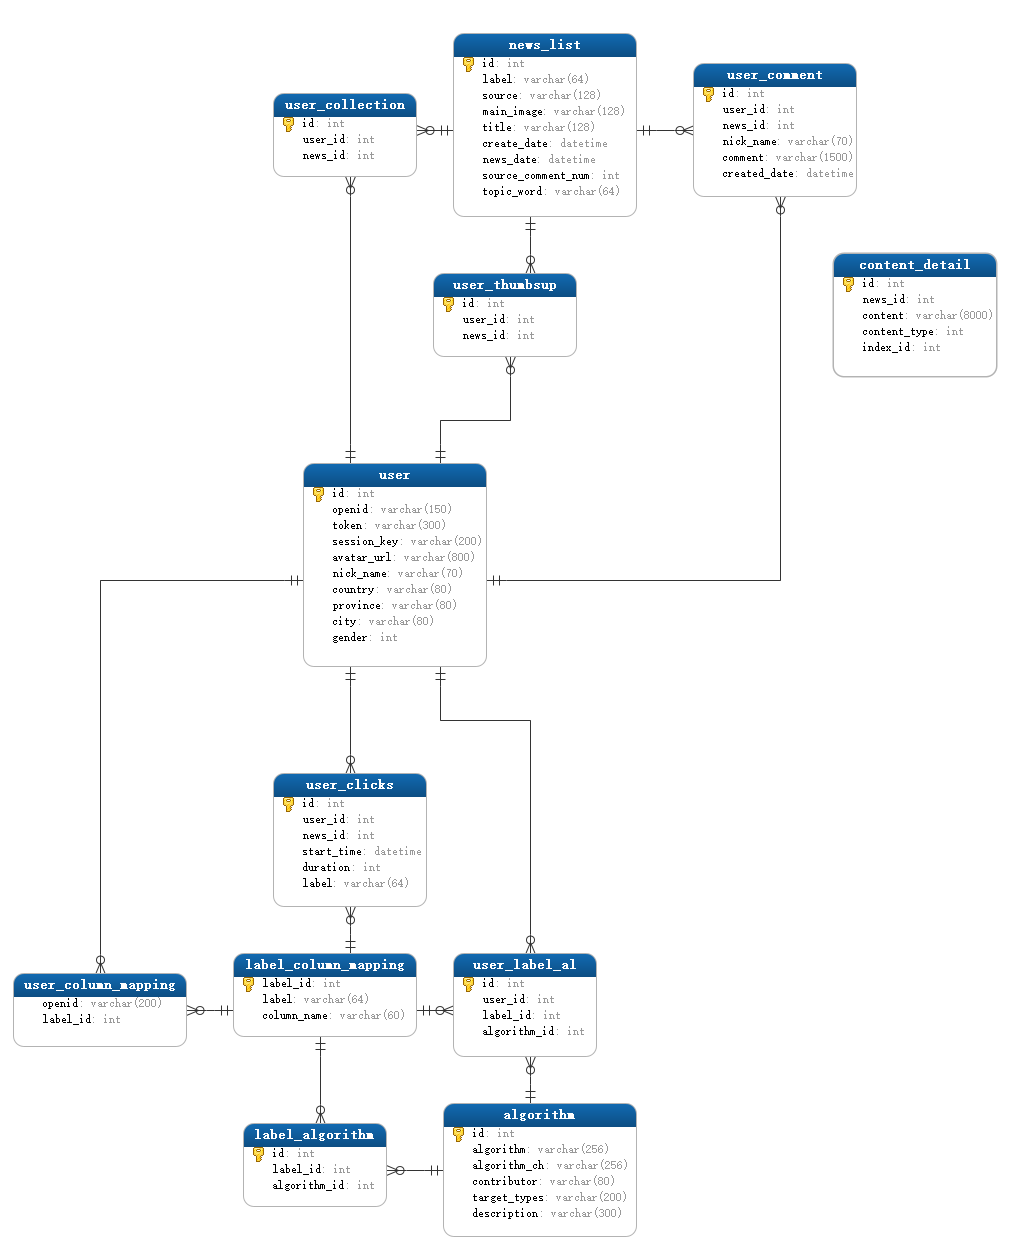 news_list
id: int
label: varchar(64)
source: varchar(128)
main_image: varchar(128)
title: varchar(128)
create_date: datetime
news_date: datetime
source_comment_num: int
topic_word: varchar(64)
user_comment
id: int
user_id: int
news_id: int
nick_name: varchar(70)
comment: varchar(1500)
created_date: datetime
user_collection
id: int
user_id: int
news_id: int
content_detail
id: int
news_id: int
content: varchar(8000)
content_type: int
index_id: int
user_thumbsup
id: int
user_id: int
news_id: int
user
id: int
openid: varchar(150)
token: varchar(300)
session_key: varchar(200)
avatar_url: varchar(800)
nick_name: varchar(70)
country: varchar(80)
province: varchar(80)
city: varchar(80)
gender: int
user_clicks
id: int
user_id: int
news_id: int
start_time: datetime
duration: int
label: varchar(64)
user_column_mapping
openid: varchar(200)
label_id: int
label_column_mapping
label_id: int
label: varchar(64)
column_name: varchar(60)
user_label_al
id: int
user_id: int
label_id: int
algorithm_id: int
label_algorithm
id: int
label_id: int
algorithm_id: int
algorithm
id: int
algorithm: varchar(256)
algorithm_ch: varchar(256)
contributor: varchar(80)
target_types: varchar(200)
description: varchar(300)